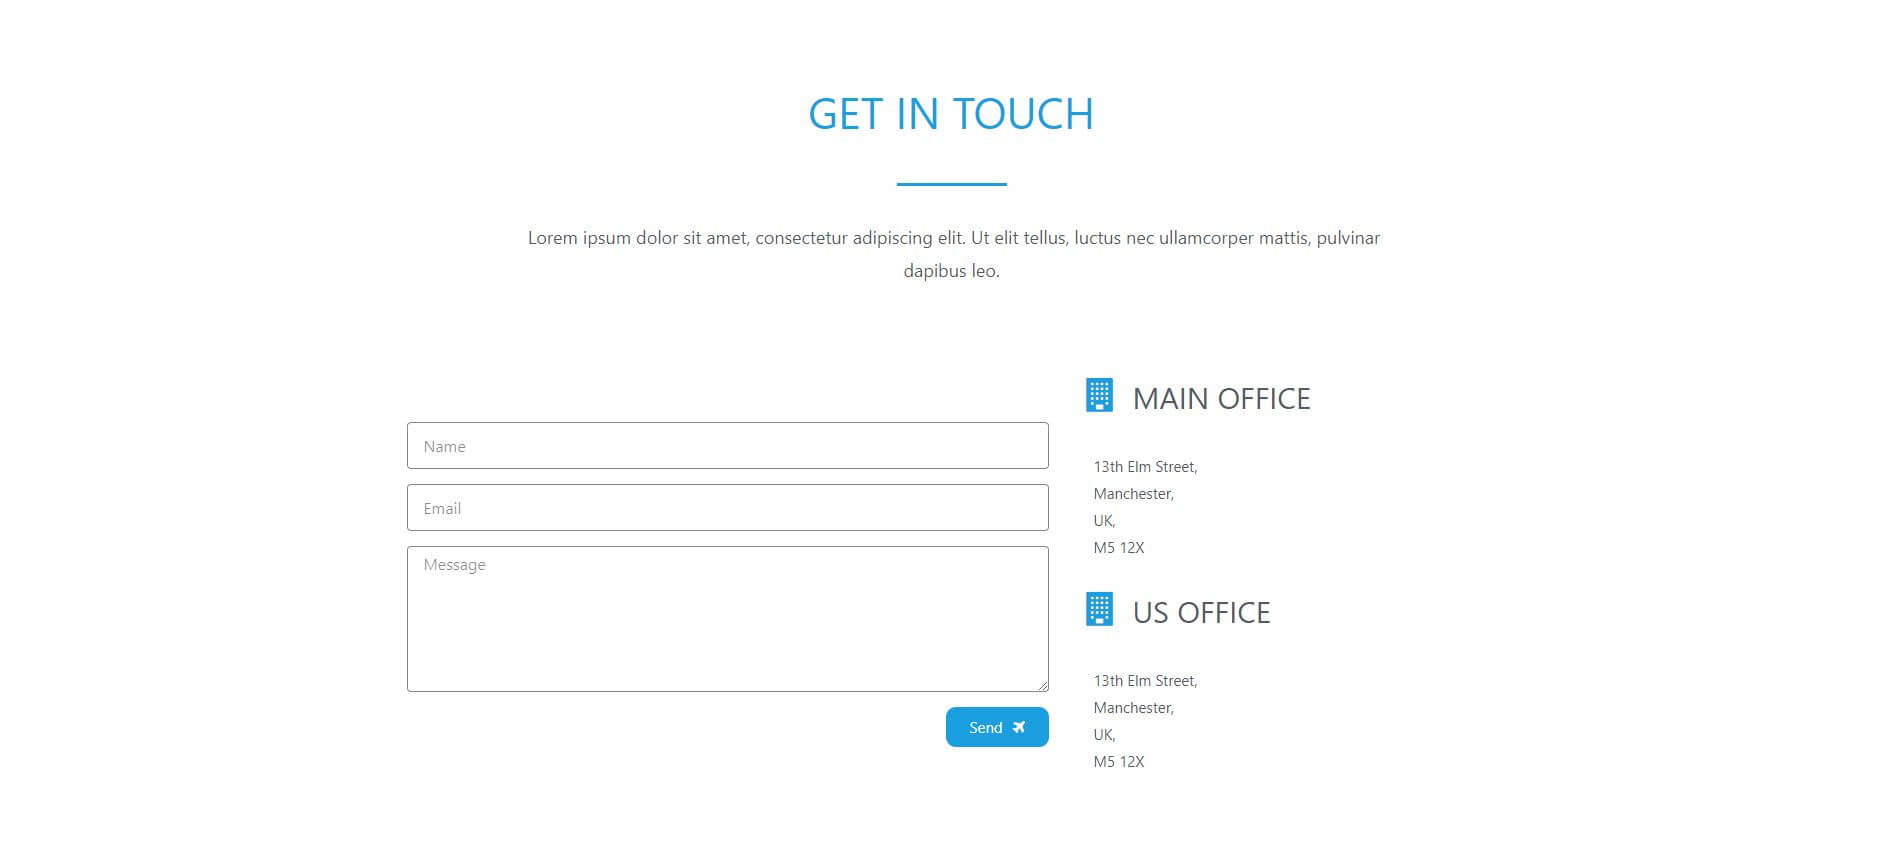 GET IN TOUCH
Lorem ipsum dolor sit amet, consectetur adipiscing elit. Ut elit tellus, luctus nec ullamcorper mattis, pulvinar
dapibus leo.
Name
Email
Message
Send
MAIN OFFICE
13th Elm Street,
Manchester,
UK,
M5 12X
US OFFICE
13th Elm Street,
Manchester,
UK,
M5 12X